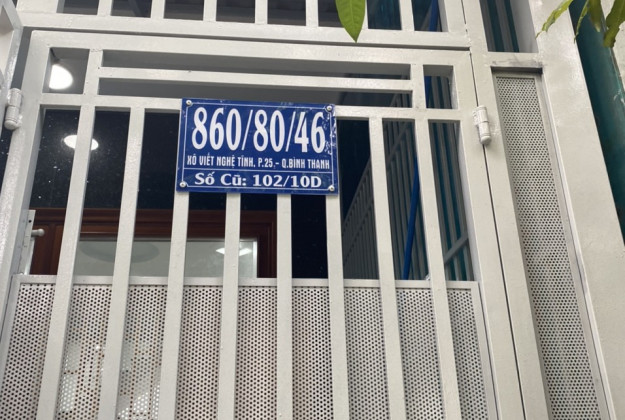 860/80/46
XÔ VIẾT NGHỆ TĨNH, P.25.- Q.BÌNH THẠNH
Số Cũ: 102/10D